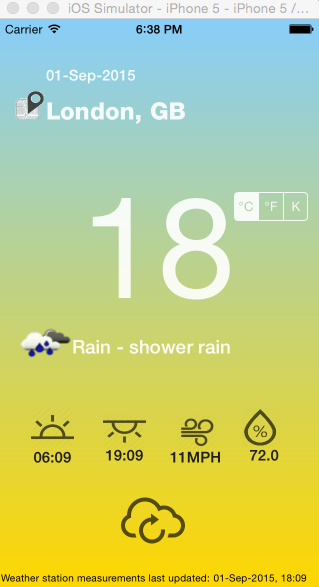 iOS Simulator - iPhone 5 - iPhone 5 /...
Carrier 6:38 PM
01-Sep-2015
London, GB
18
°C °F K
Rain - shower rain
%
06:09 19:09 11MPH 72.0
Weather station measurements last updated: 01-Sep-2015, 18:09